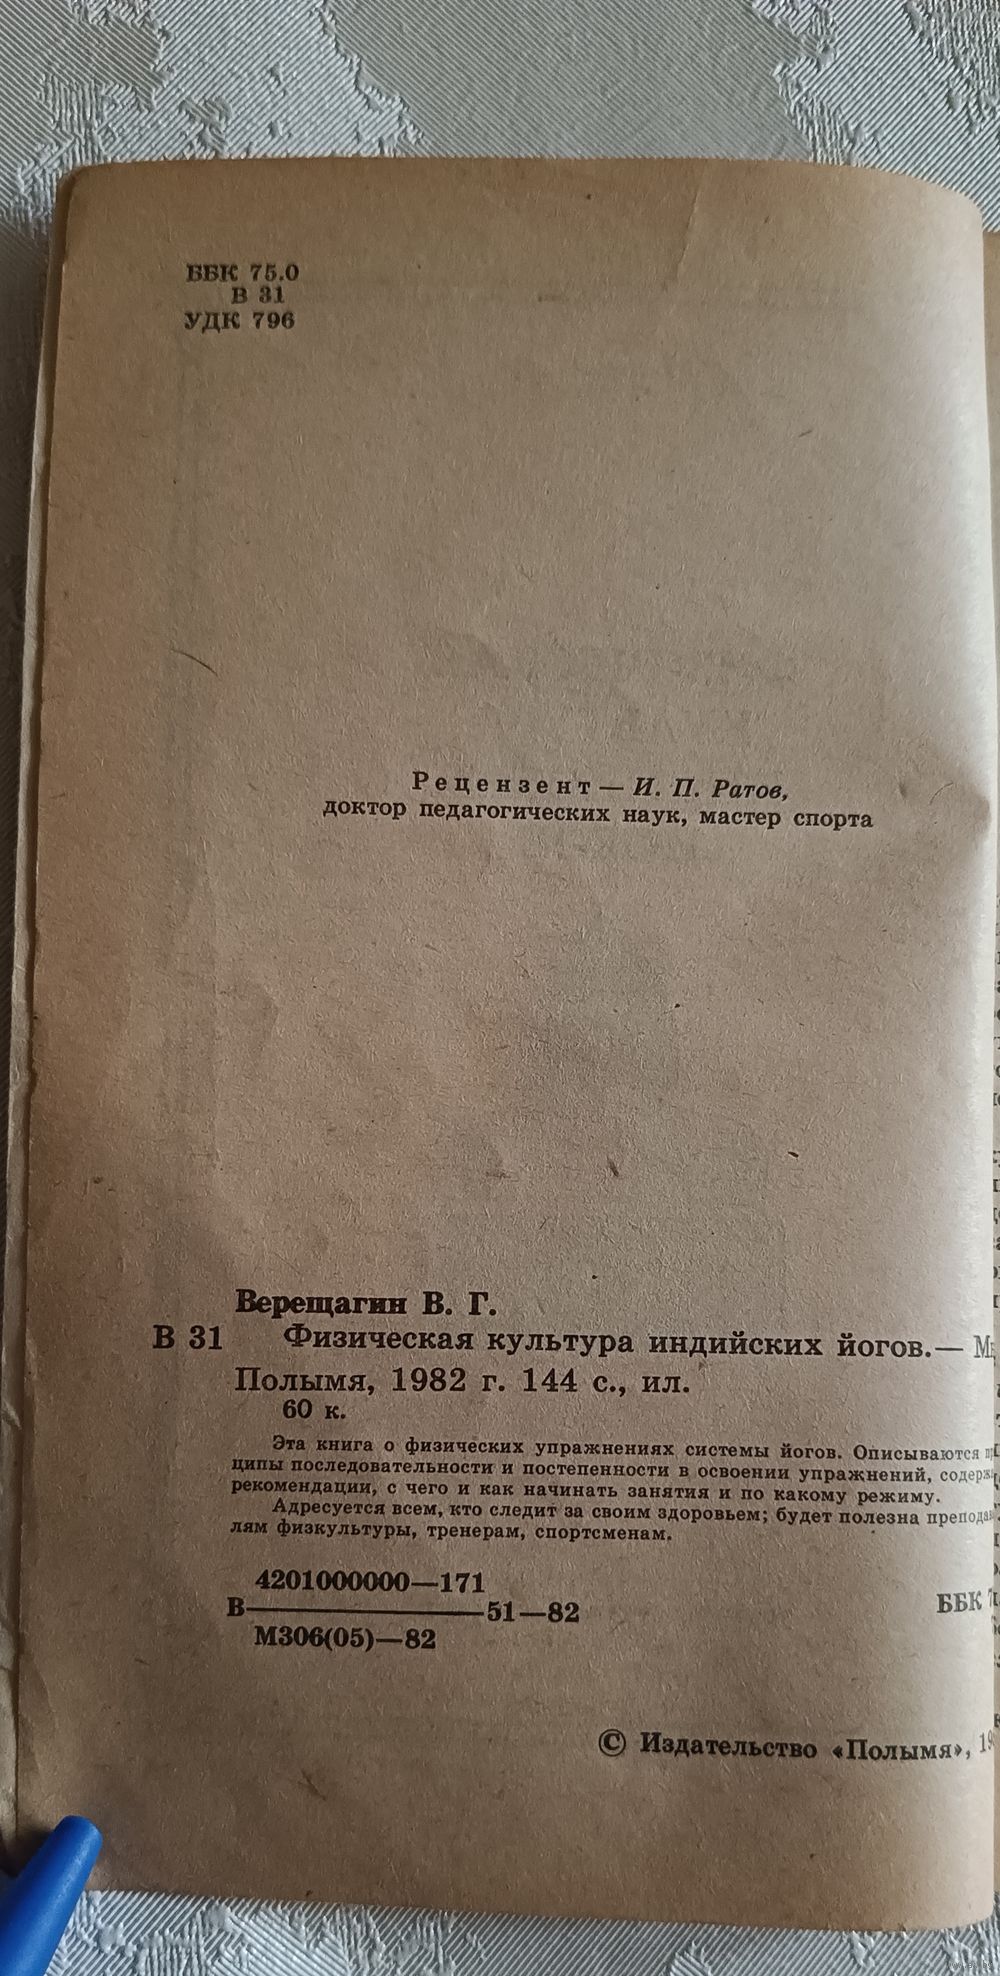 ББК 75.0
В 31
УДК 796
Рецензент — И. П. Ратов,
доктор педагогических наук, мастер спорта
Верещагин В. Г.
В 31 Физическая культура индийских йогов.—
Полымя, 1982 г. 144 с., ил.
60 к.
Эта книга о физических упражнениях системы йогов. Описываются
ципы последовательности и постепенности в освоении упражнений,
рекомендации, с чего и как начинать занятия и по какому режиму.
Адресуется всем, кто следит за своим здоровьем; будет полезна
лям физкультуры, тренерам, спортсменам.
4201000000—171
В—51—82
М306(05)—82
ББК
© Издательство «Полымя»,